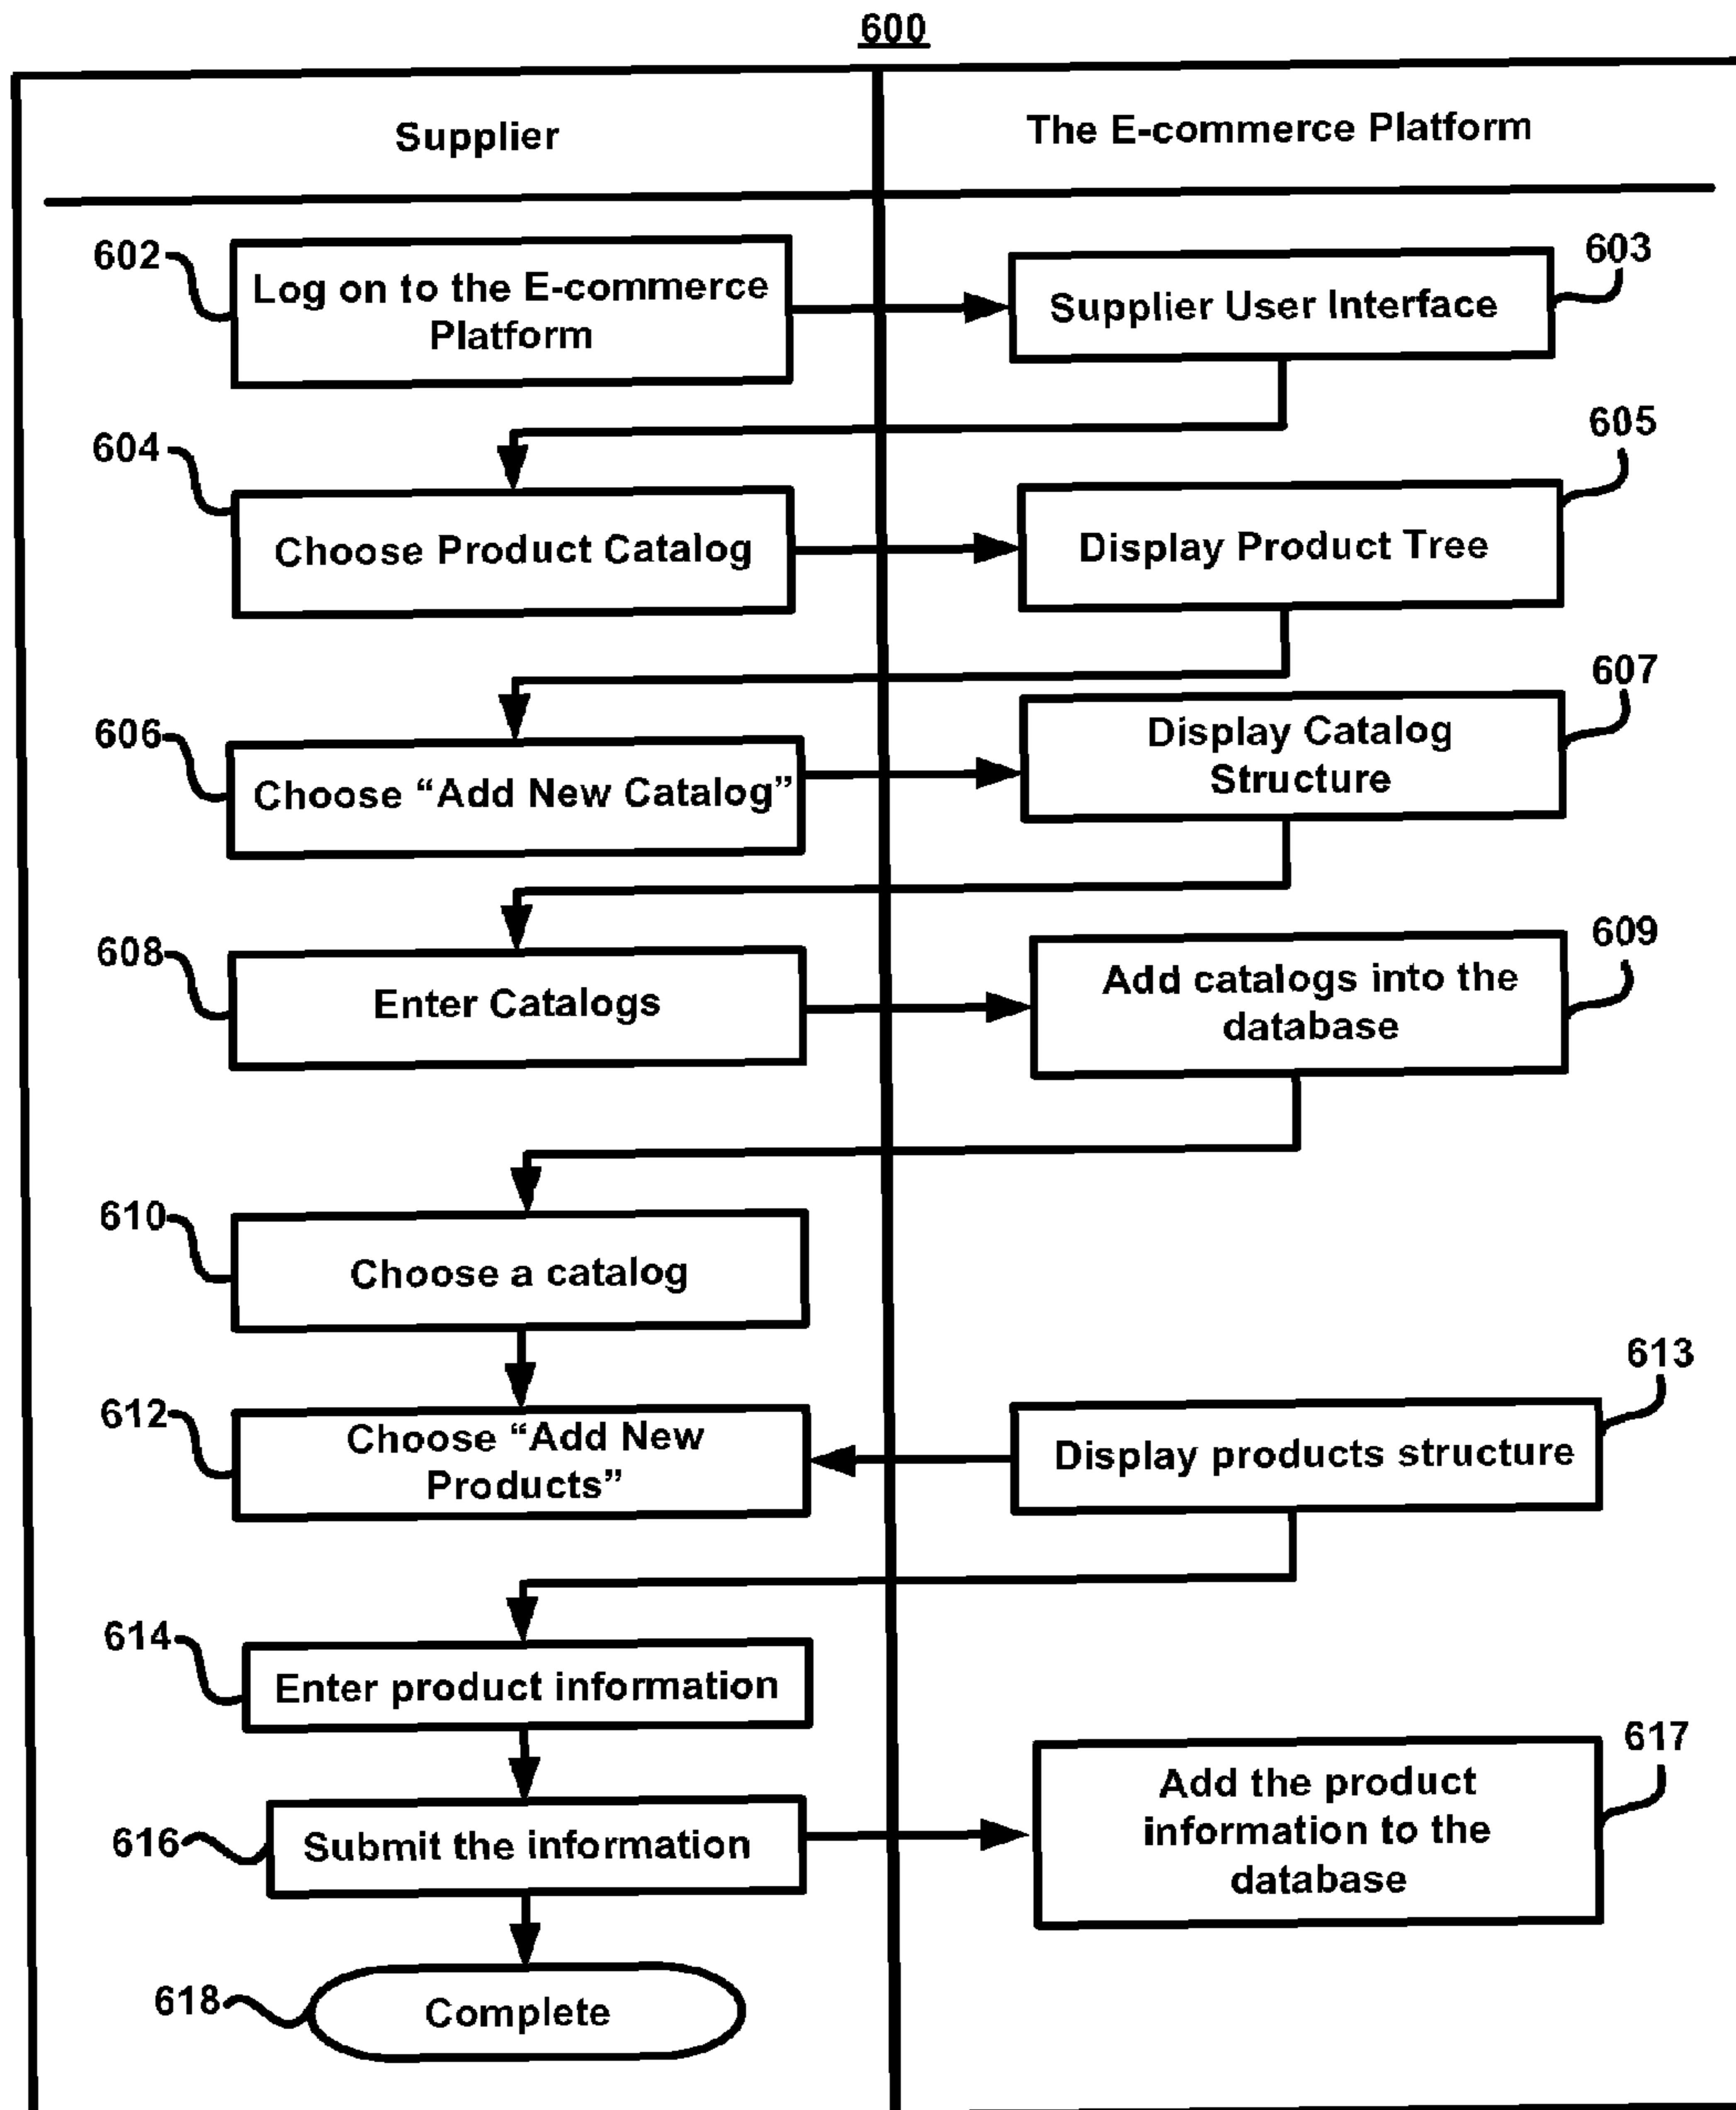 600
Supplier
The E-commerce Platform
602
Log on to the E-commerce
Platform
603
Supplier User Interface
604
Choose Product Catalog
605
Display Product Tree
606
Choose “Add New Catalog”
607
Display Catalog
Structure
608
Enter Catalogs
609
Add catalogs into the
database
610
Choose a catalog
612
Choose “Add New
Products”
613
Display products structure
614
Enter product information
616
Submit the information
617
Add the product
information to the
database
618
Complete